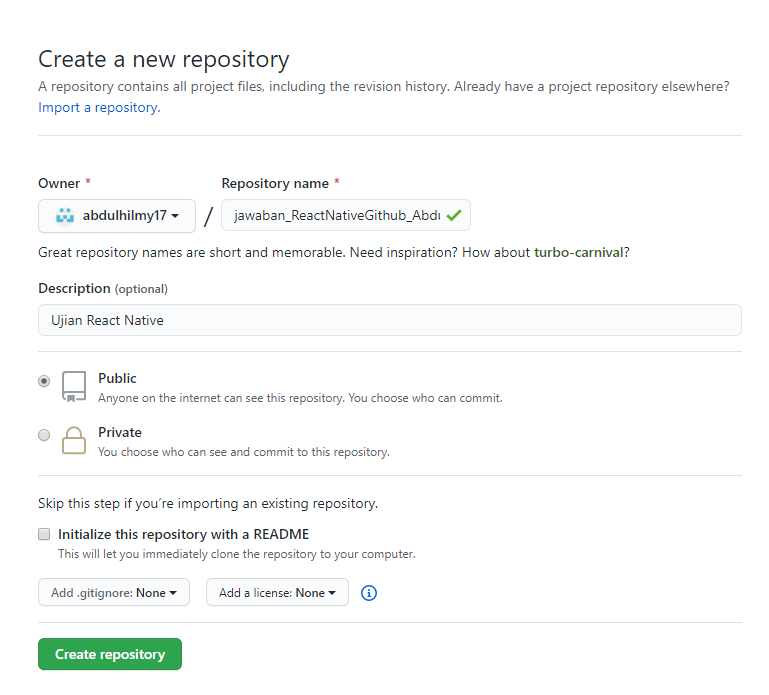 Create a new repository
A repository contains all project files, including the revision history. Already have a project repository elsewhere?
Import a repository.
Owner * Repository name *
abdulhilmy17 / jawaban_ReactNativeGithub_Abdu
Great repository names are short and memorable. Need inspiration? How about turbo-carnival?
Description (optional)
Ujian React Native
Public
Anyone on the internet can see this repository. You choose who can commit.
Private
You choose who can see and commit to this repository.
Skip this step if you’re importing an existing repository.
Initialize this repository with a README
This will let you immediately clone the repository to your computer.
Add .gitignore: None Add a license: None
Create repository